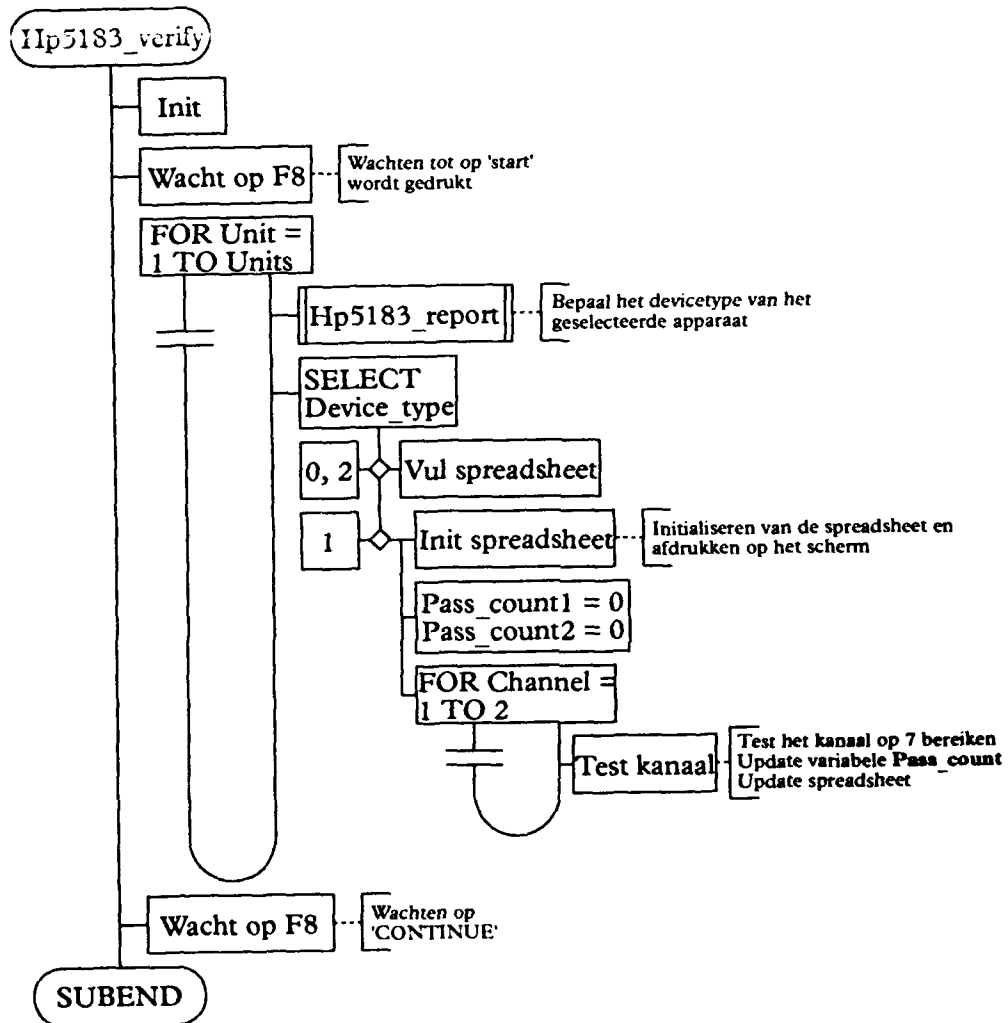 Hp5183_verify
Init
Wacht op F8
Wachten tot op 'start'
wordt gedrukt
FOR Unit =
1 TO Units
Hp5183_report
Bepaal het devicetype van het
geselecteerde apparaat
SELECT
Device_type
0, 2
Vul spreadsheet
1
Init spreadsheet
Initialiseren van de spreadsheet en
afdrukken op het scherm
Pass_count1 = 0
Pass_count2 = 0
FOR Channel =
1 TO 2
Test kanaal
Test het kanaal op 7 bereiken
Update variabele Pass_count
Update spreadsheet
Wacht op F8
Wachten op
'CONTINUE'
SUBEND